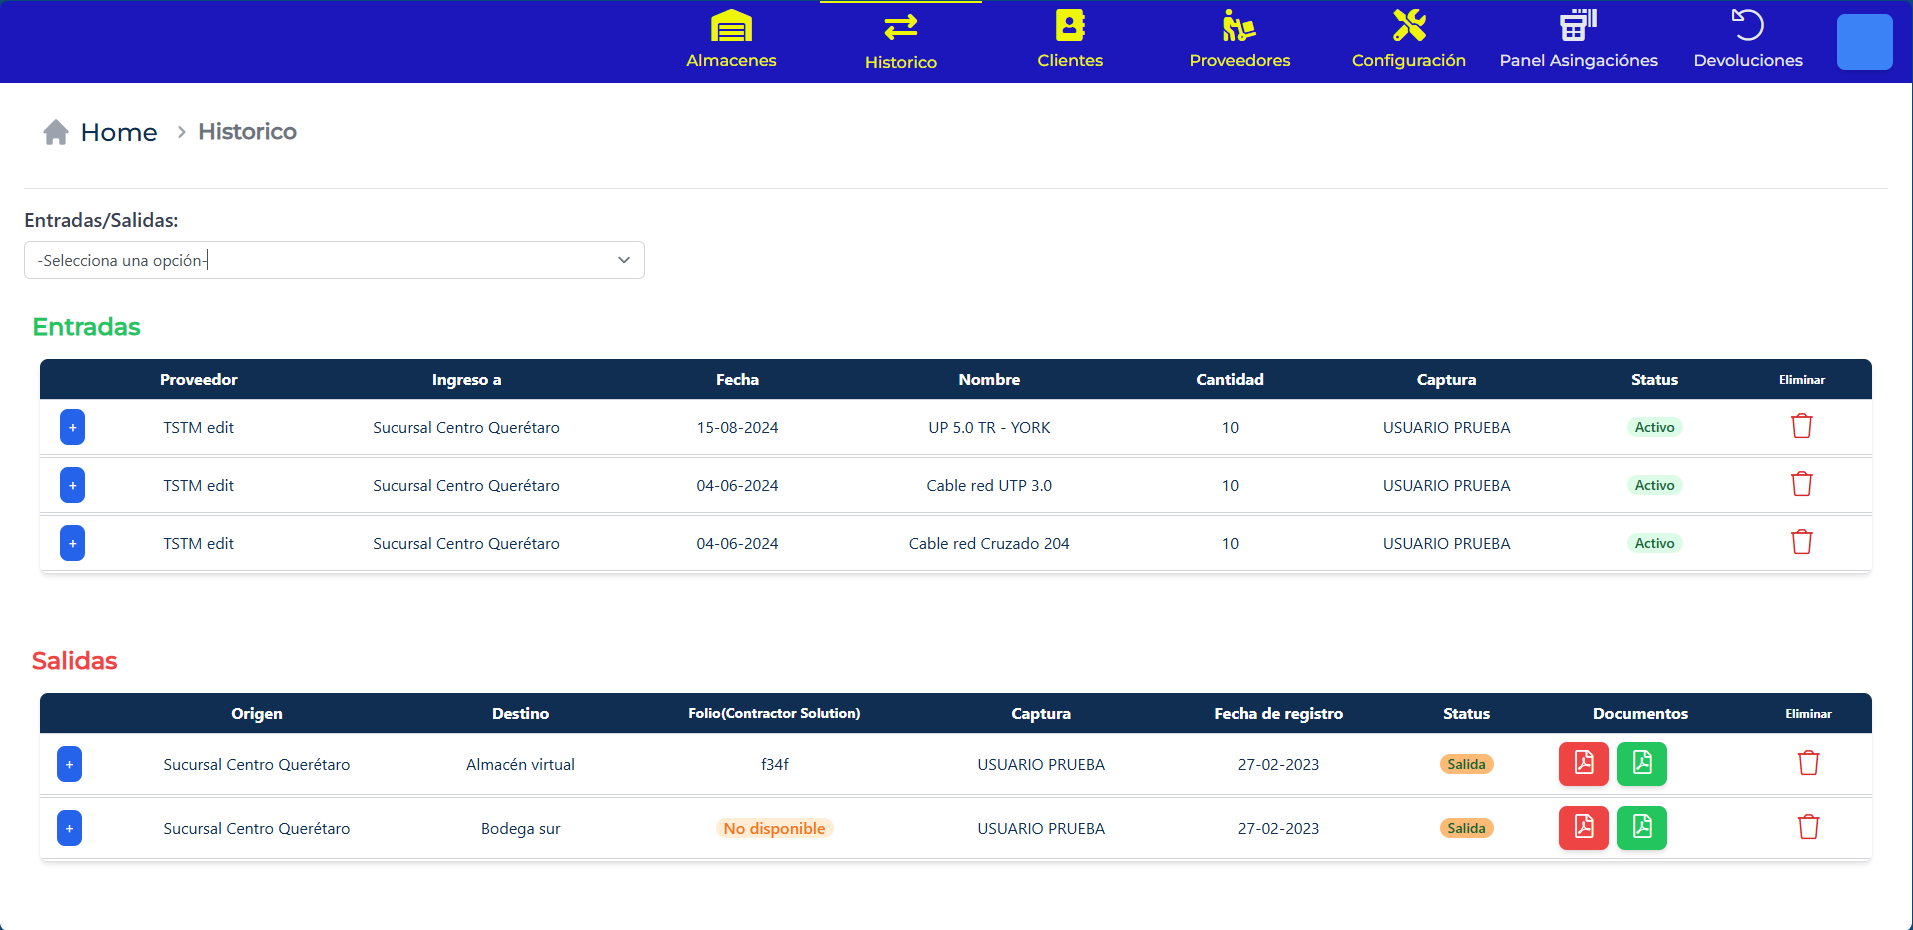 Almacenes Historico Clientes Proveedores Configuración Panel Asingaciónes Devoluciones
Home > Historico
Entradas/Salidas:
-Selecciona una opción-
Entradas
Proveedor Ingreso a Fecha Nombre Cantidad Captura Status Eliminar
+ TSTM edit Sucursal Centro Querétaro 15-08-2024 UP 5.0 TR - YORK 10 USUARIO PRUEBA Activo
+ TSTM edit Sucursal Centro Querétaro 04-06-2024 Cable red UTP 3.0 10 USUARIO PRUEBA Activo
+ TSTM edit Sucursal Centro Querétaro 04-06-2024 Cable red Cruzado 204 10 USUARIO PRUEBA Activo
Salidas
Origen Destino Folio(Contractor Solution) Captura Fecha de registro Status Documentos Eliminar
+ Sucursal Centro Querétaro Almacén virtual f34f USUARIO PRUEBA 27-02-2023 Salida
+ Sucursal Centro Querétaro Bodega sur No disponible USUARIO PRUEBA 27-02-2023 Salida